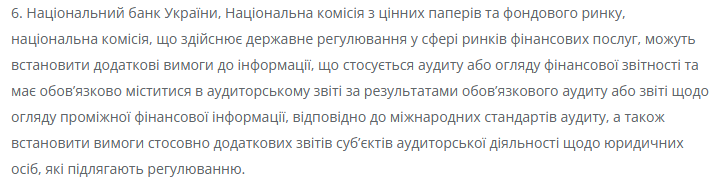 6. Національний банк України, Національна комісія з цінних паперів та фондового ринку,
національна комісія, що здійснює державне регулювання у сфері ринків фінансових послуг, можуть
встановити додаткові вимоги до інформації, що стосується аудиту або огляду фінансової звітності та
має обов’язково міститися в аудиторському звіті за результатами обов’язкового аудиту або звіті щодо
огляду проміжної фінансової інформації, відповідно до міжнародних стандартів аудиту, а також
встановити вимоги стосовно додаткових звітів суб’єктів аудиторської діяльності щодо юридичних
осіб, які підлягають регулюванню.